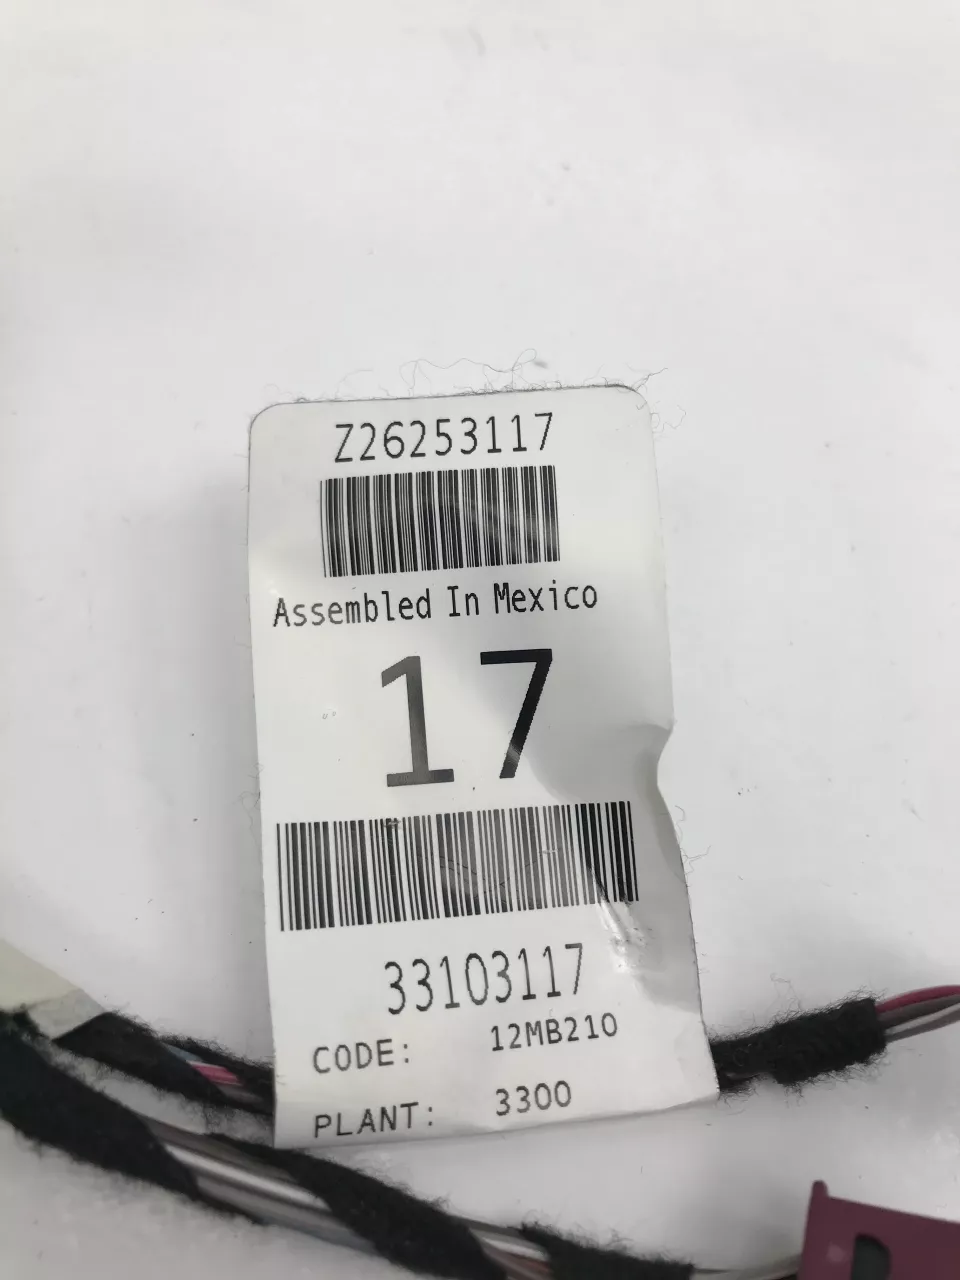 Z26253117
Assembled In Mexico
17
33103117
CODE: 12MB210
PLANT: 3300